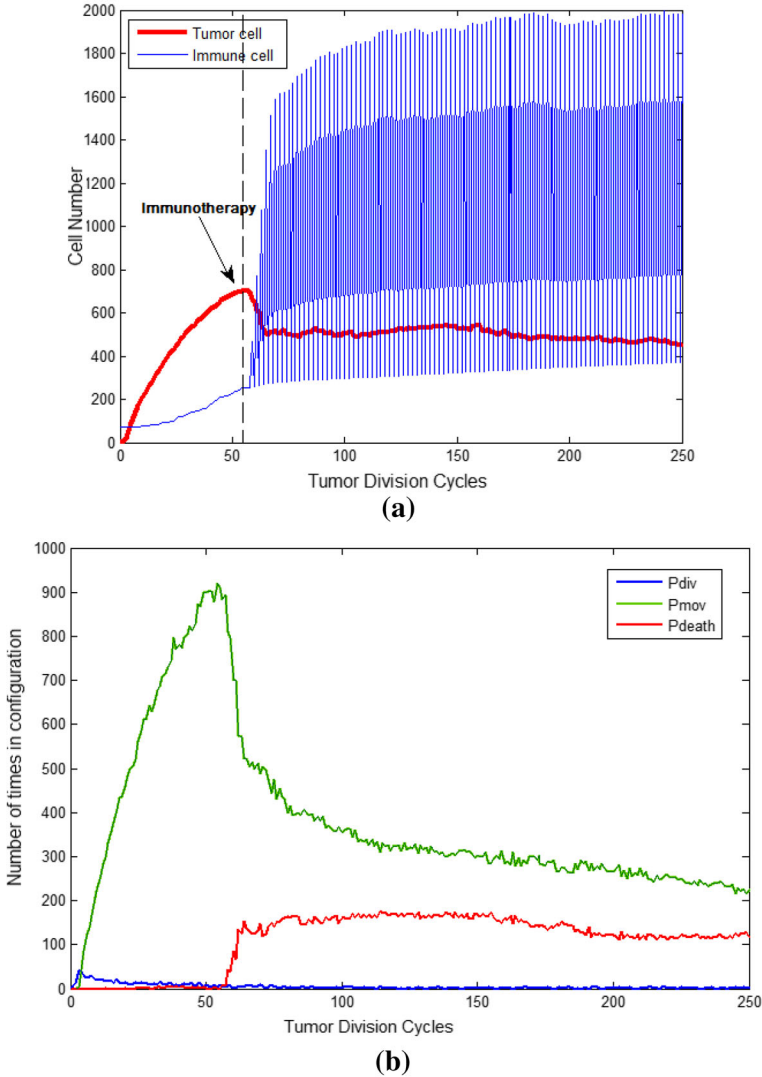 2000
1800
1600
1400
1200
1000
800
600
400
200
0
Cell Number
Tumor cell
Immune cell
Immunotherapy
0 50 100 150 200 250
Tumor Division Cycles
(a)
1000
900
800
700
600
500
400
300
200
100
0
Number of times in configuration
Pdiv
Pmov
Pdeath
0 50 100 150 200 250
Tumor Division Cycles
(b)